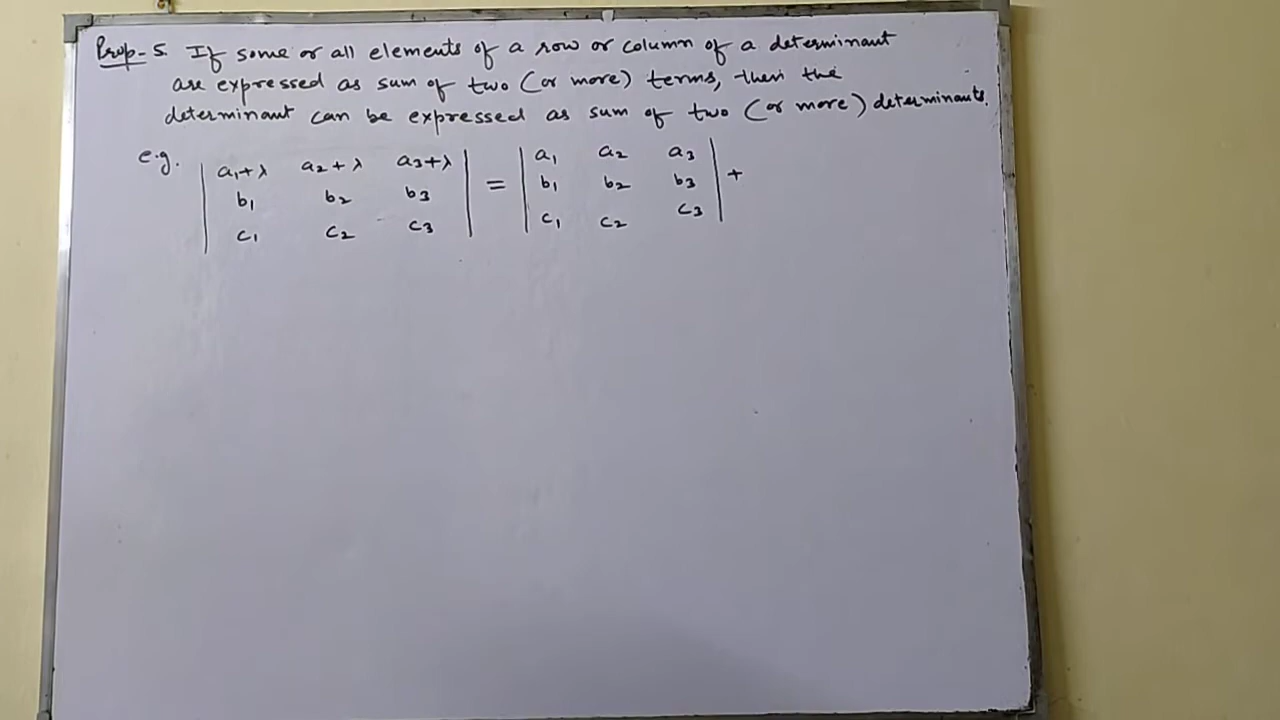 Prop-5. If some or all elements of a row or column of a determinant
are expressed as sum of two (or more) terms, then the
determinant can be expressed as sum of two (or more) determinants.
e.g. | a₁+λ a₂+λ a₃+λ | = | a₁ a₂ a₃ | +
| b₁ b₂ b₃ | | b₁ b₂ b₃ |
| c₁ c₂ c₃ | | c₁ c₂ c₃ |